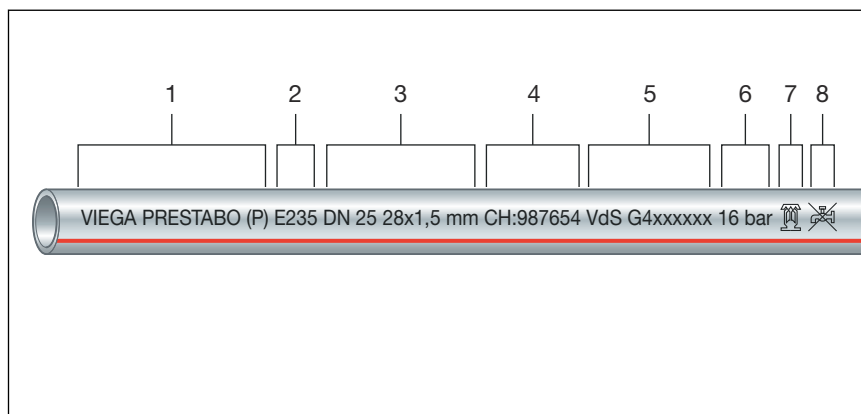 1 2 3 4 5 6 7 8
VIEGA PRESTABO (P) E235 DN 25 28x1,5 mm CH:987654 VdS G4xxxxxx 16 bar